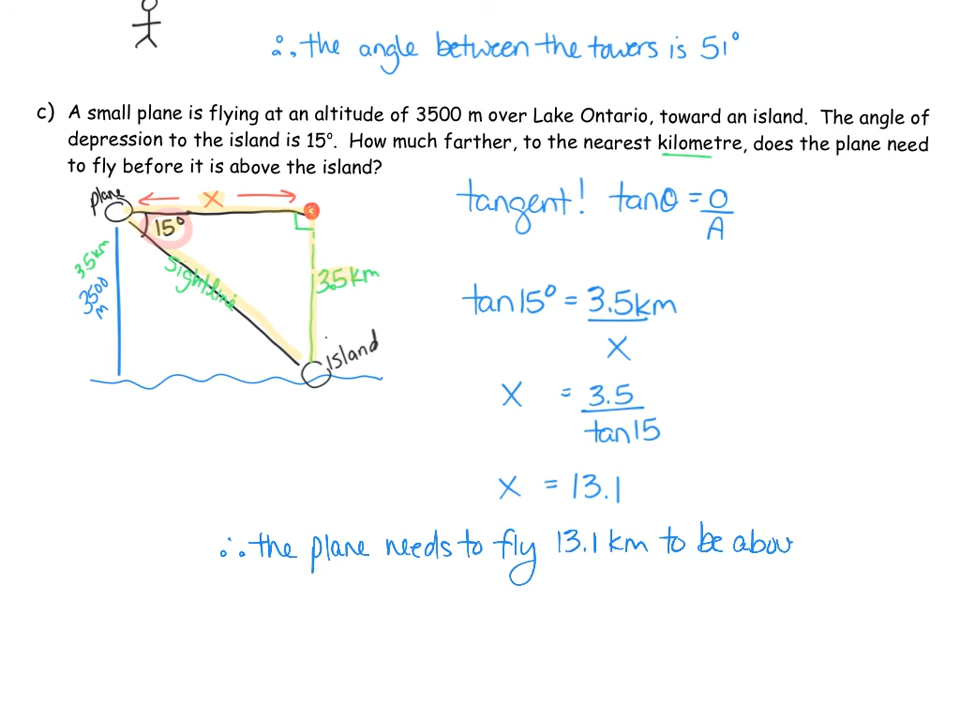 ∴ the angle between the towers is 51°
c) A small plane is flying at an altitude of 3500 m over Lake Ontario, toward an island. The angle of
depression to the island is 15°. How much farther, to the nearest kilometre, does the plane need
to fly before it is above the island?
plane
x
15°
3.5km
3500
m
Sightline
3.5km
island
tangent! tanθ = O/A
tan15° = 3.5km/x
x = 3.5/tan15
x = 13.1
∴ the plane needs to fly 13.1 km to be abov